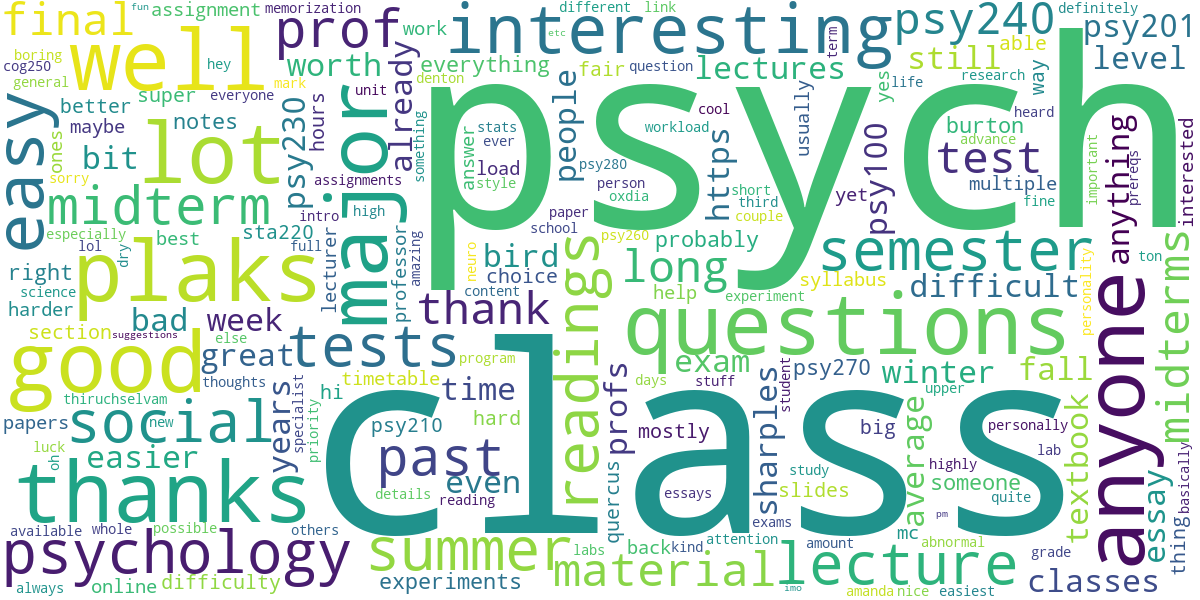 fun
assignment
memorization
final
well
prof
work
interesting
different
link
etc
definitely
psy240
psy201
boring
cog250
hey
mark
general
worth
everything
denton
fair
question
lectures
term
still
able
way
level
easy
black
better
super
everyone
already
unit
major
psych
people
cool
yes
life
research
heard
maybe
notes
psy230
hours
something
stats
ever
answer
workload
usually
burton
advance
ones
bit
lot
assignments
load
style
psy280
person
oxdia
https
short
third
couple
yet
psy100
test
multiple
fine
important
anything
prereqs
interested
sorry
midterm
intro
high
paper
school
especially
sta220
lol
best
dry
full
lecturer
professor
amazing
neuro
bird
choice
content
psy260
probably
semester
personality
ton
right
science
harder
plaks
long
help
experiment
syllabus
difficult
midterms
section
bad
suggestions
week
else
thank
readings
questions
anyone
good
great
tests
program
exam
thoughts
timetable
hi
time
profs
stuff
student
psy270
winter
fall
upper
thiruchselvam
new
papers
social
years
specialist
priority
psy210
hard
days
mostly
sharples
big
average
personally
textbook
luck
oh
easier
past
class
even
details
reading
quercus
essays
study
slides
highly
someone
lab
quite
essay
basically
thanks
exams
pm
mc
available
whole
possible
others
labs
back
kind
attention
amount
abnormal
grade
thing
psychology
summer
material
lecture
classes
always
online
difficulty
experiments
imo
amanda
nice
easiest